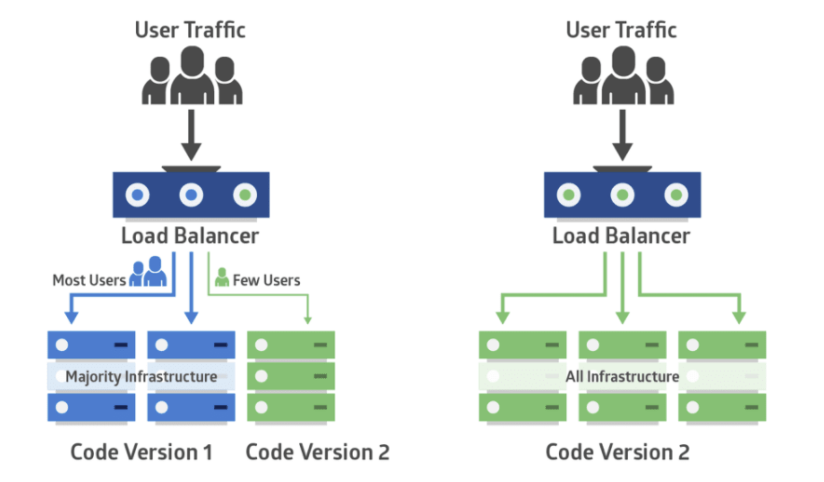 User Traffic
Load Balancer
Most Users
Few Users
Majority Infrastructure
Code Version 1
Code Version 2
User Traffic
Load Balancer
All Infrastructure
Code Version 2